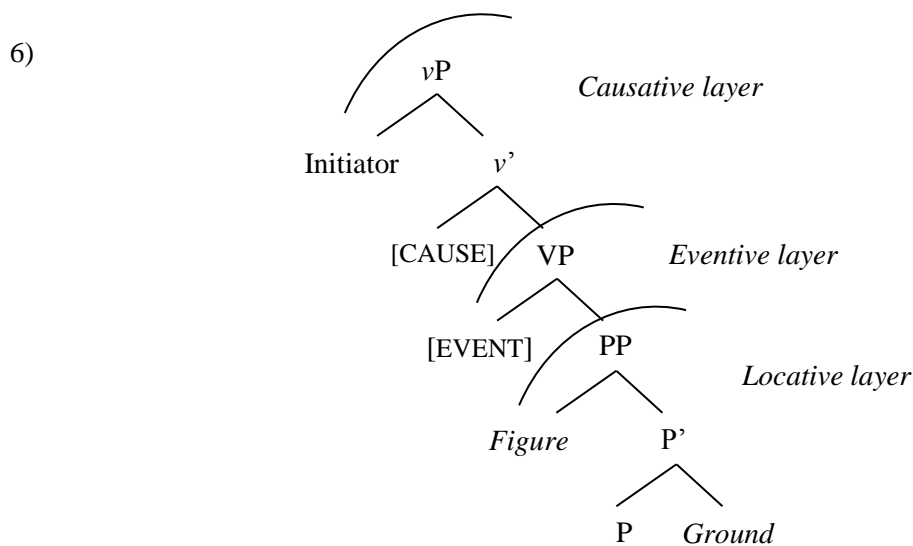 6)
vP
Causative layer
Initiator v’
[CAUSE] VP Eventive layer
[EVENT] PP
Locative layer
Figure P’
P Ground